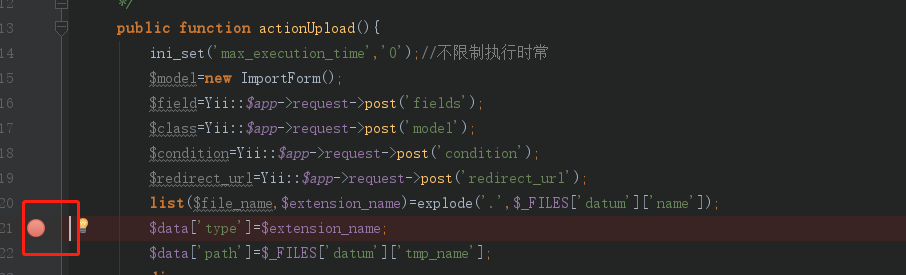 12 */
13 public function actionUpload(){
14 ini_set('max_execution_time','0');//不限制执行时常
15 $model=new ImportForm();
16 $field=Yii::$app->request->post('fields');
17 $class=Yii::$app->request->post('model');
18 $condition=Yii::$app->request->post('condition');
19 $redirect_url=Yii::$app->request->post('redirect_url');
20 list($file_name,$extension_name)=explode('.',$_FILES['datum']['name']);
21 $data['type']=$extension_name;
22 $data['path']=$_FILES['datum']['tmp_name'];